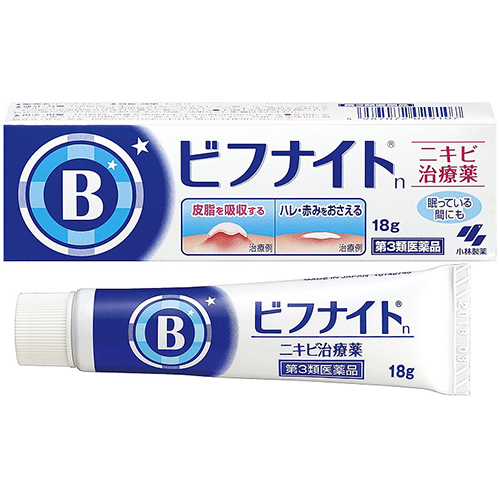 B
ビフナイト®n
ニキビ
治療薬
眠っている
間にも
皮脂を吸収する
治療例
ハレ・赤みをおさえる
治療例
18g
第3類医薬品
小林製薬
MADE IN JAPAN
B
ビフナイト®n
ニキビ治療薬
第3類医薬品
18g